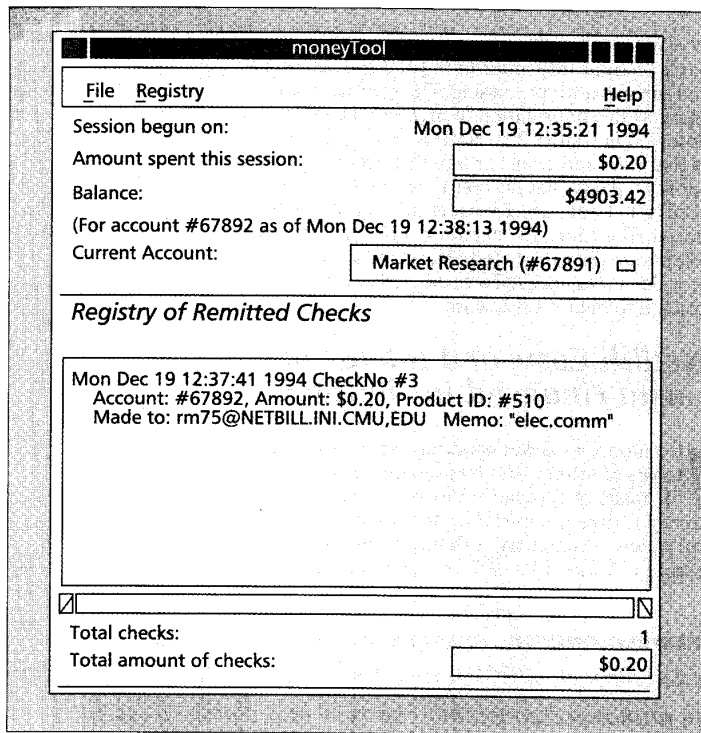 moneyTool
File Registry Help
Session begun on: Mon Dec 19 12:35:21 1994
Amount spent this session: $0.20
Balance: $4903.42
(For account #67892 as of Mon Dec 19 12:38:13 1994)
Current Account: Market Research (#67891)
Registry of Remitted Checks
Mon Dec 19 12:37:41 1994 CheckNo #3
Account: #67892, Amount: $0.20, Product ID: #510
Made to: rm75@NETBILL.INI.CMU,EDU Memo: "elec.comm"
Total checks: 1
Total amount of checks: $0.20